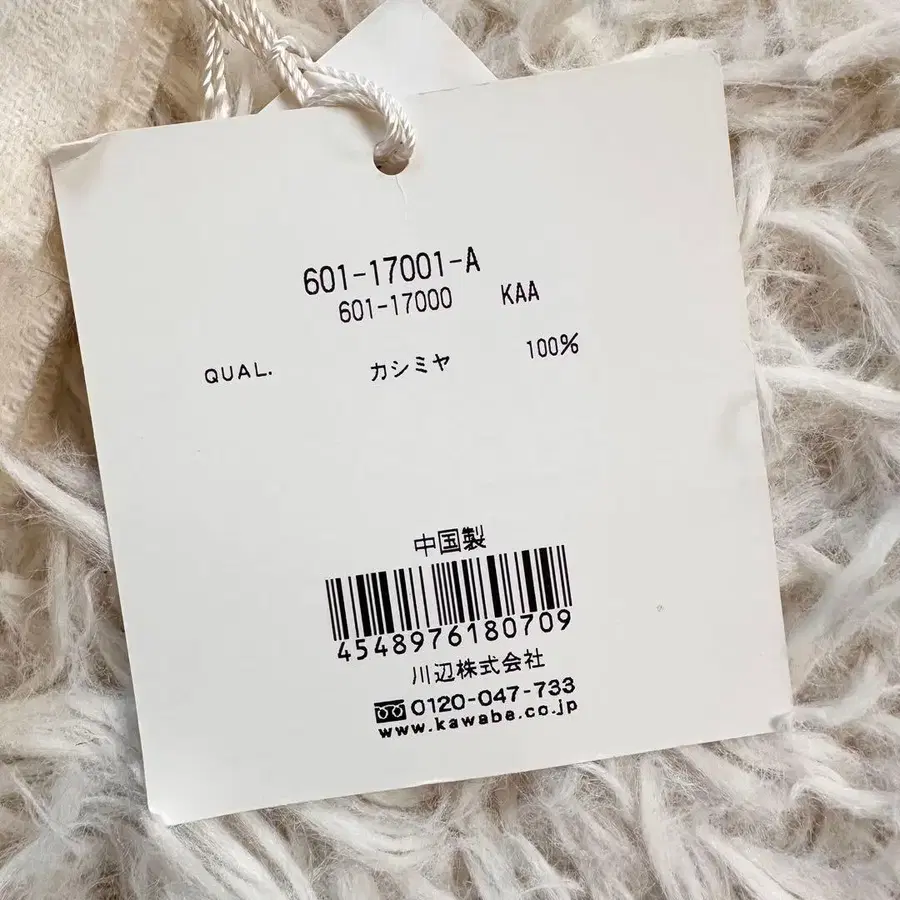 601-17001-A
601-17000 KAA
QUAL. カシミヤ 100%
中国製
4548976180709
川辺株式会社
0120-047-733
www.kawabe.co.jp